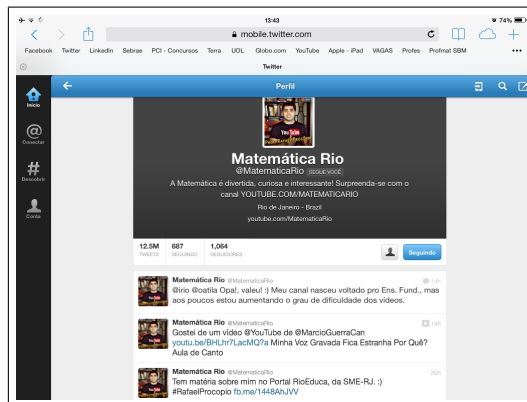 13:43
74%
mobile.twitter.com
Facebook Twitter LinkedIn Sebrae PCI - Concursos Terra UOL Globo.com YouTube Apple - iPad VAGAS Profes Profmat SBM
Twitter
Perfil
Início
Conectar
Descobrir
Conta
You Tube
Matemática Rio
@MatematicaRio SEGUE VOCÊ
A Matemática é divertida, curiosa e interessante! Surpreenda-se com o
canal YOUTUBE.COM/MATEMATICARIO
Rio de Janeiro - Brazil
youtube.com/MatematicaRio
12.5M 687 1,064
TWEETS SEGUINDO SEGUIDORES
Seguindo
Matemática Rio @MatematicaRio 14h
@irio @oatila Opa!, valeu! :) Meu canal nasceu voltado pro Ens. Fund., mas
aos poucos estou aumentando o grau de dificuldade dos vídeos.
Matemática Rio @MatematicaRio 14h
Gostei de um vídeo @YouTube de @MarcioGuerraCan
youtu.be/BHLhr7LacMQ?a Minha Voz Gravada Fica Estranha Por Quê?
Aula de Canto
Matemática Rio @MatematicaRio 20h
Tem matéria sobre mim no Portal RioEduca, da SME-RJ. :)
#RafaelProcopio fb.me/1448AhJVV